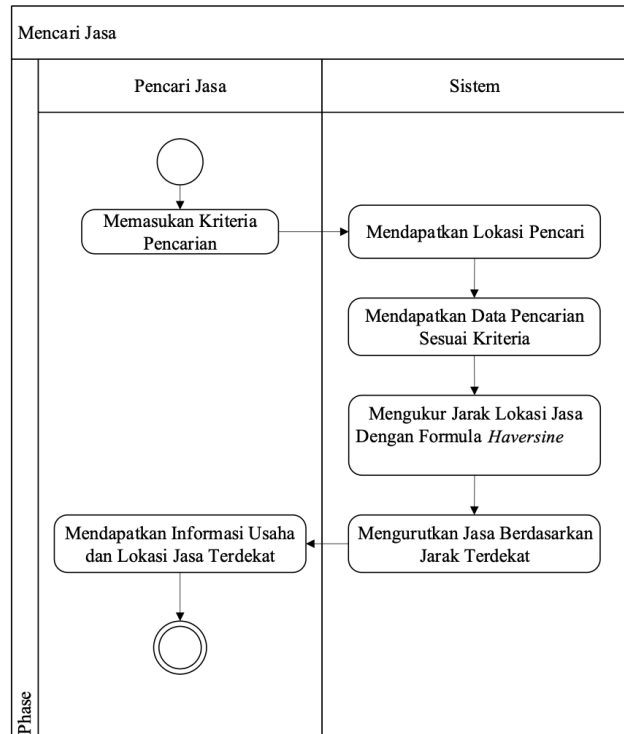 Mencari Jasa
Pencari Jasa
Sistem
Memasukan Kriteria
Pencarian
Mendapatkan Lokasi Pencari
Mendapatkan Data Pencarian
Sesuai Kriteria
Mengukur Jarak Lokasi Jasa
Dengan Formula Haversine
Mengurutkan Jasa Berdasarkan
Jarak Terdekat
Mendapatkan Informasi Usaha
dan Lokasi Jasa Terdekat
Phase